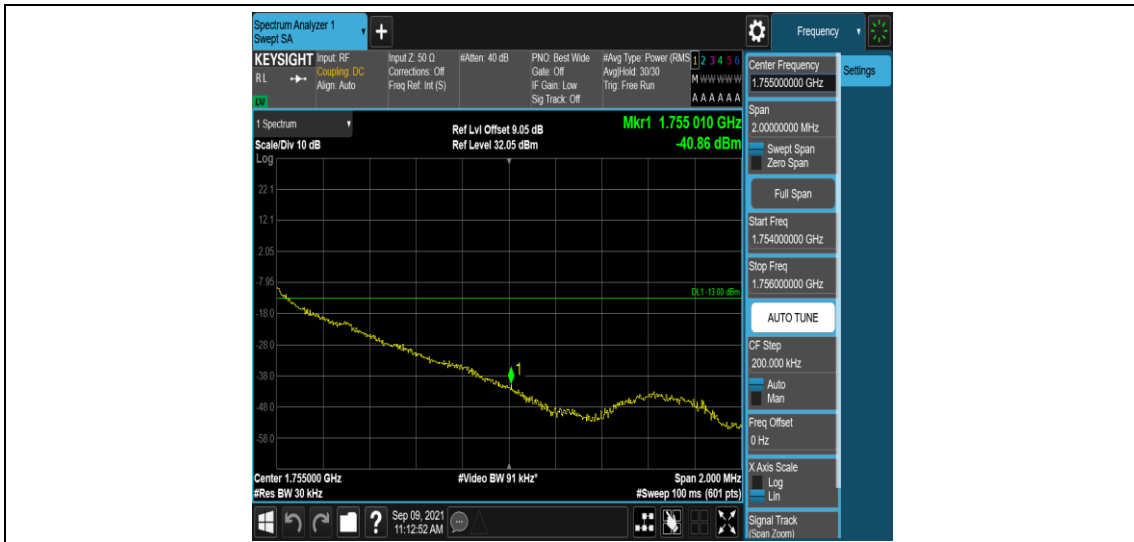 Spectrum Analyzer 1
Swept SA
+
Frequency
KEYSIGHT
RL
LXI
Input: RF
Coupling: DC
Align: Auto
Input Z: 50 Ω
Corrections: Off
Freq Ref: Int (S)
#Atten: 40 dB
PNO: Best Wide
Gate: Off
IF Gain: Low
Sig Track: Off
#Avg Type: Power (RMS
Avg|Hold: 30/30
Trig: Free Run
1 2 3 4 5 6
M W W W W W
A A A A A A
1 Spectrum
Scale/Div 10 dB
Log
Ref Lvl Offset 9.05 dB
Ref Level 32.05 dBm
Mkr1 1.755 010 GHz
-40.86 dBm
22.1
12.1
2.05
-7.95
-18.0
-28.0
-38.0
-48.0
-58.0
DL1 -13.00 dBm
1
Center 1.755000 GHz
#Res BW 30 kHz
#Video BW 91 kHz*
Span 2.000 MHz
#Sweep 100 ms (601 pts)
?
Sep 09, 2021
11:12:52 AM
Center Frequency
1.755000000 GHz
Settings
Span
2.00000000 MHz
Swept Span
Zero Span
Full Span
Start Freq
1.754000000 GHz
Stop Freq
1.756000000 GHz
AUTO TUNE
CF Step
200.000 kHz
Auto
Man
Freq Offset
0 Hz
X Axis Scale
Log
Lin
Signal Track
(Span Zoom)